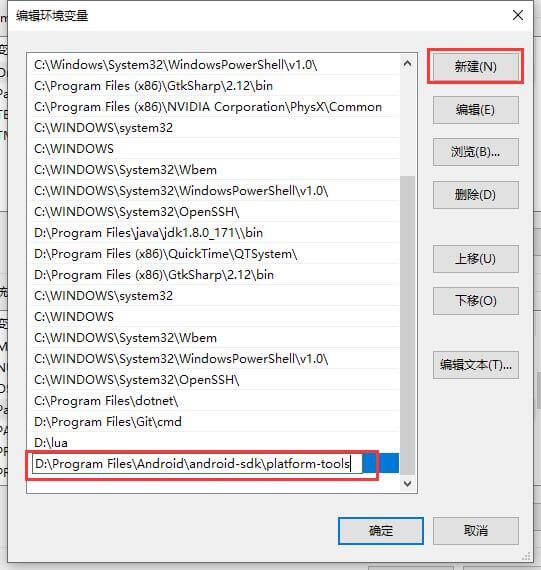 编辑环境变量
C:\Windows\System32\WindowsPowerShell\v1.0\
C:\Program Files (x86)\GtkSharp\2.12\bin
C:\Program Files (x86)\NVIDIA Corporation\PhysX\Common
C:\WINDOWS\system32
C:\WINDOWS
C:\WINDOWS\System32\Wbem
C:\WINDOWS\System32\WindowsPowerShell\v1.0\
C:\WINDOWS\System32\OpenSSH\
D:\Program Files\java\jdk1.8.0_171\\bin
D:\Program Files (x86)\QuickTime\QTSystem\
D:\Program Files (x86)\GtkSharp\2.12\bin
C:\WINDOWS\system32
C:\WINDOWS
C:\WINDOWS\System32\Wbem
C:\WINDOWS\System32\WindowsPowerShell\v1.0\
C:\WINDOWS\System32\OpenSSH\
C:\Program Files\dotnet\
D:\Program Files\Git\cmd
D:\lua
D:\Program Files\Android\android-sdk\platform-tools
新建(N)
编辑(E)
浏览(B)...
删除(D)
上移(U)
下移(O)
编辑文本(T)...
确定
取消